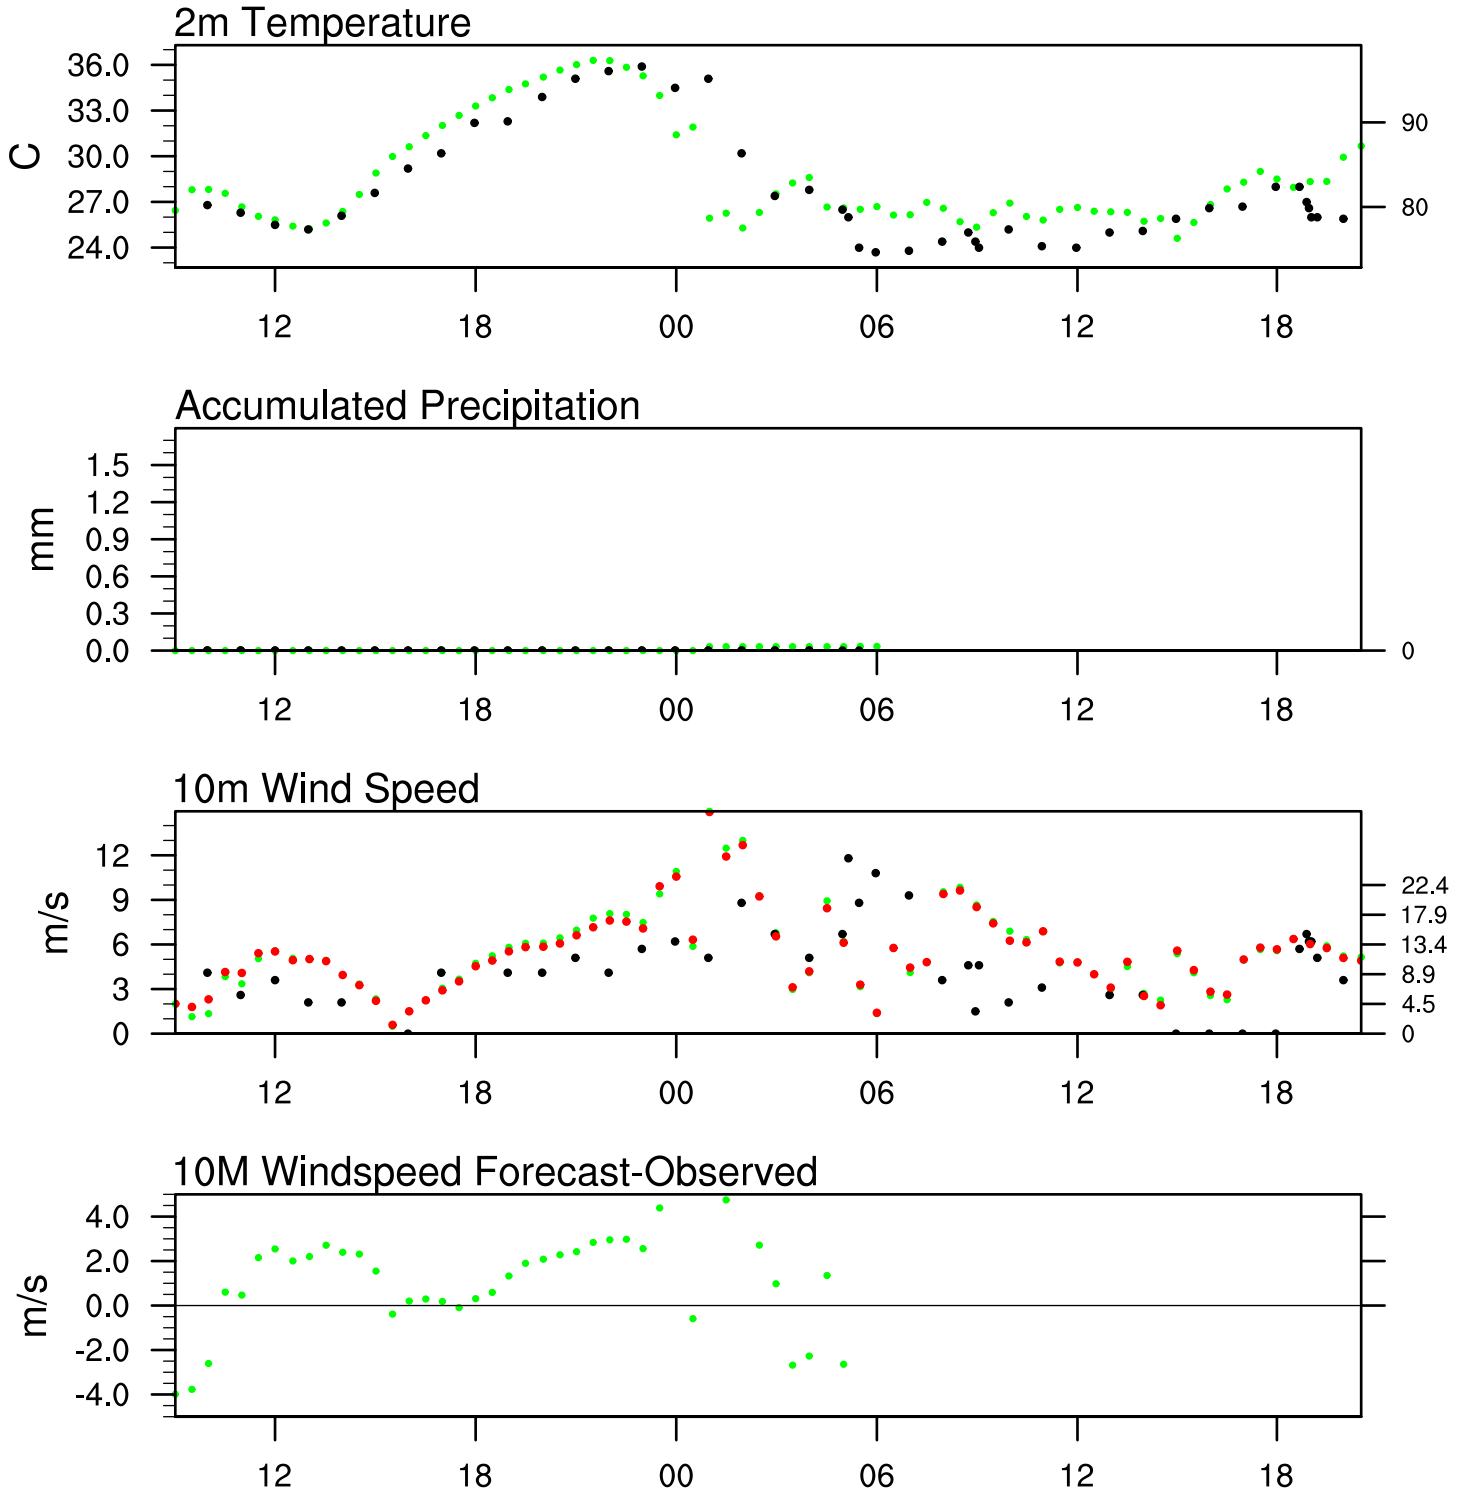 2m Temperature
36.0
33.0
30.0
27.0
24.0
C
90
80
12 18 00 06 12 18
Accumulated Precipitation
1.5
1.2
0.9
0.6
0.3
0.0
mm
0
12 18 00 06 12 18
10m Wind Speed
12
9
6
3
0
m/s
22.4
17.9
13.4
8.9
4.5
0
12 18 00 06 12 18
10M Windspeed Forecast-Observed
4.0
2.0
0.0
-2.0
-4.0
m/s
12 18 00 06 12 18